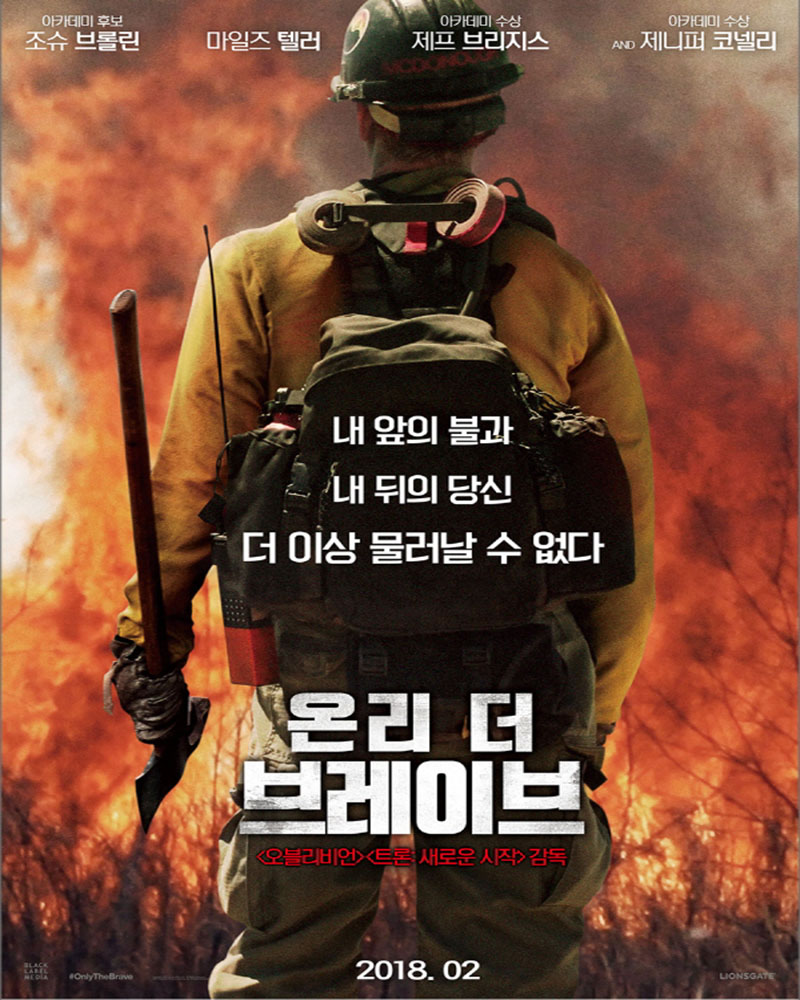 아카데미 후보
조슈 브롤린
마일즈 텔러
아카데미 수상
제프 브리지스
아카데미 수상
AND 제니퍼 코넬리
내 앞의 불과
내 뒤의 당신
더 이상 물러날 수 없다
온리 더
브레이브
<오블리비언><트론: 새로운 시작> 감독
BLACK
LABEL
MEDIA
#OnlyTheBrave
2018. 02
LIONSGATE